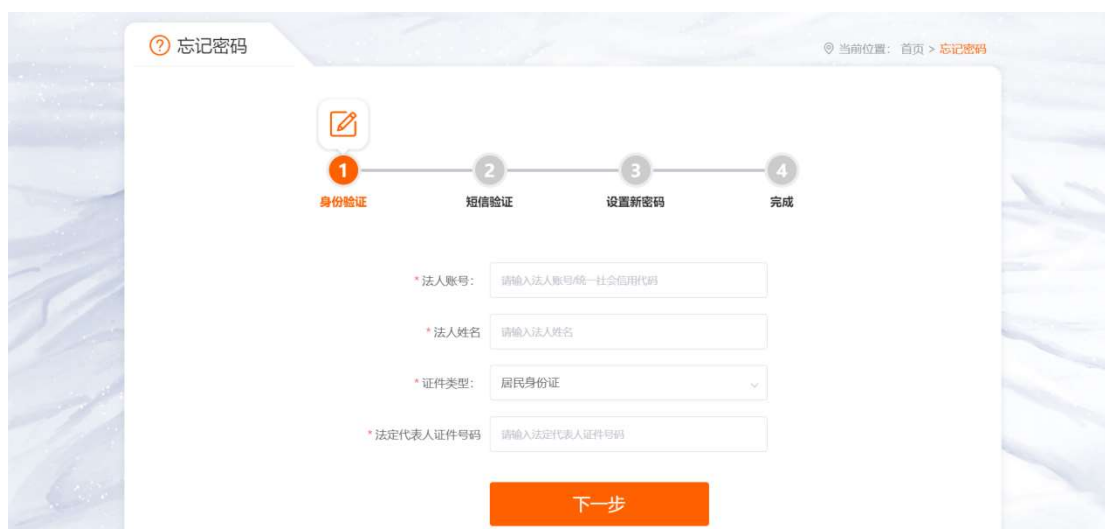 忘记密码
当前位置： 首页 > 忘记密码
1 2 3 4
身份验证 短信验证 设置新密码 完成
*法人账号： 请输入法人账号/统一社会信用代码
*法人姓名 请输入法人姓名
*证件类型： 居民身份证
*法定代表人证件号码 请输入法定代表人证件号码
下一步